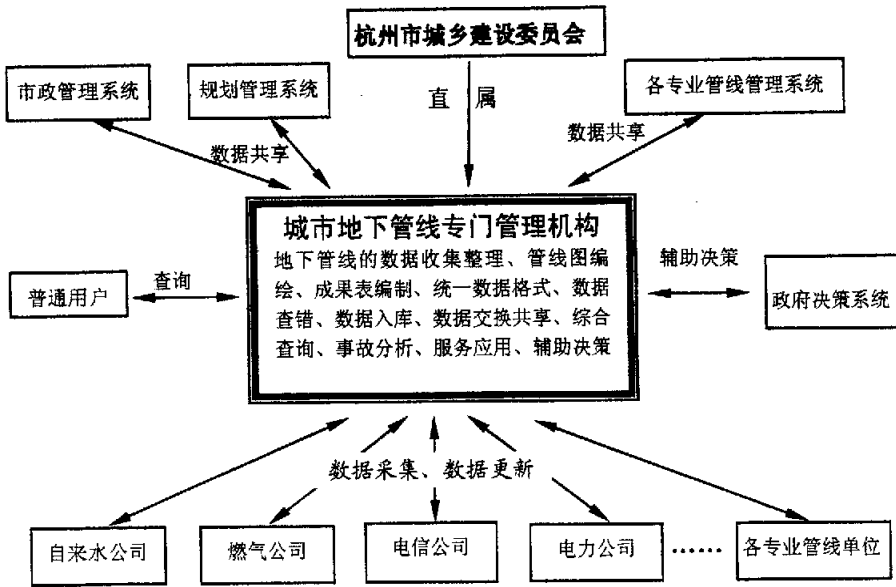 杭州市城乡建设委员会
市政管理系统
规划管理系统
各专业管线管理系统
直 属
数据共享
数据共享
城市地下管线专门管理机构
地下管线的数据收集整理、管线图编
绘、成果表编制、统一数据格式、数据
查错、数据入库、数据交换共享、综合
查询、事故分析、服务应用、辅助决策
普通用户
查询
辅助决策
政府决策系统
数据采集、数据更新
自来水公司
燃气公司
电信公司
电力公司
……
各专业管线单位